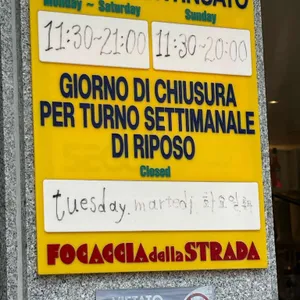 Monday ~ Saturday
Sunday
11:30-21:00
11:30-20:00
GIORNO DI CHIUSURA
PER TURNO SETTIMANALE
DI RIPOSO
Closed
tuesday. martedi 화요일
FOCACCIA della STRADA